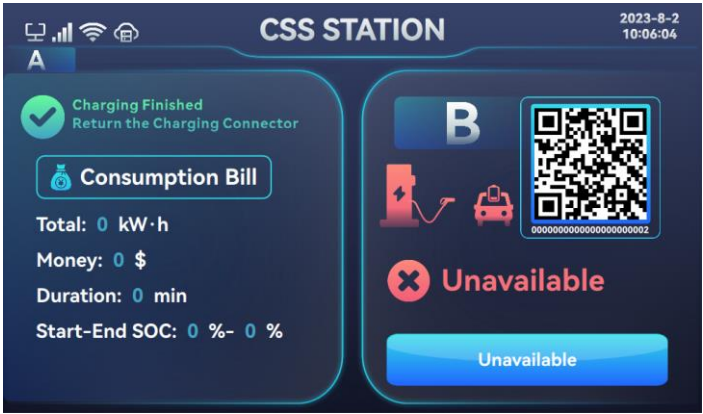 CSS STATION
2023-8-2
10:06:04
A
Charging Finished
Return the Charging Connector
Consumption Bill
Total: 0 kW·h
Money: 0 $
Duration: 0 min
Start-End SOC: 0 %- 0 %
B
0000000000000000000002
Unavailable
Unavailable